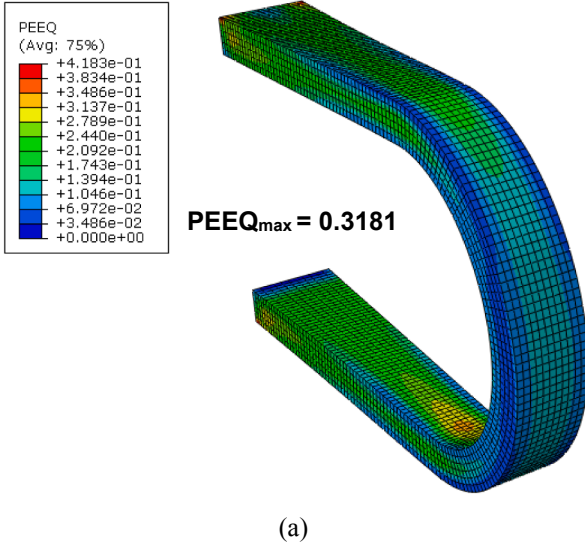 PEEQ
(Avg: 75%)
+4.183e-01
+3.834e-01
+3.486e-01
+3.137e-01
+2.789e-01
+2.440e-01
+2.092e-01
+1.743e-01
+1.394e-01
+1.046e-01
+6.972e-02
+3.486e-02
+0.000e+00
PEEQmax = 0.3181
(a)